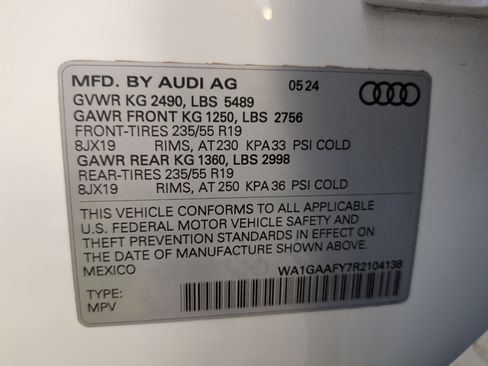 MFD. BY AUDI AG 05 24
GVWR KG 2490, LBS 5489
GAWR FRONT KG 1250, LBS 2756
FRONT-TIRES 235/55 R19
8JX19 RIMS, AT 230 KPA 33 PSI COLD
GAWR REAR KG 1360, LBS 2998
REAR-TIRES 235/55 R19
8JX19 RIMS, AT 250 KPA 36 PSI COLD
THIS VEHICLE CONFORMS TO ALL APPLICABLE
U.S. FEDERAL MOTOR VEHICLE SAFETY AND
THEFT PREVENTION STANDARDS IN EFFECT ON
THE DATE OF MANUFACTURE SHOWN ABOVE
MEXICO WA1GAAFY7R2104138
TYPE:
MPV